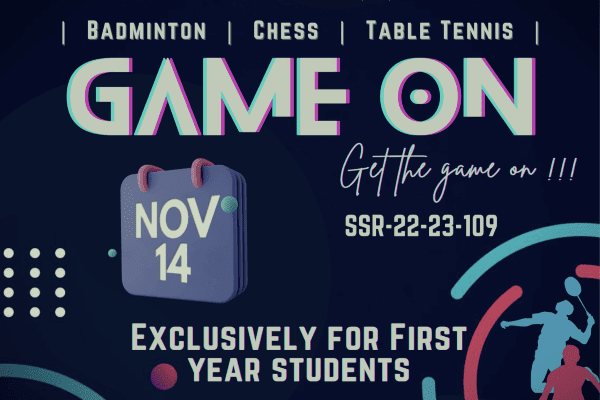 | Badminton | Chess | Table Tennis |
GAME ON
Get the game on !!!
NOV
14
SSR-22-23-109
Exclusively for First
year students